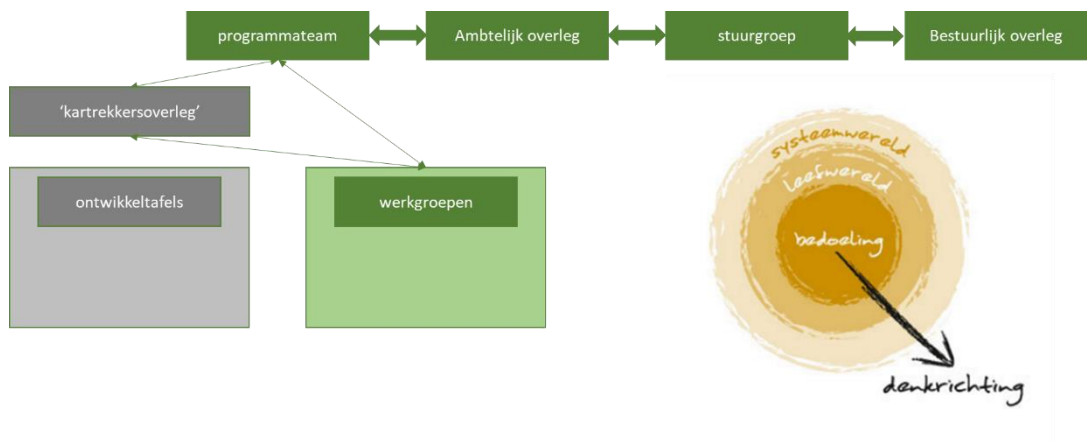 programmateam
Ambtelijk overleg
stuurgroep
Bestuurlijk overleg
‘kartrekkersoverleg’
ontwikkeltafels
werkgroepen
systeemwereld
leefwereld
bedoeling
denkrichting